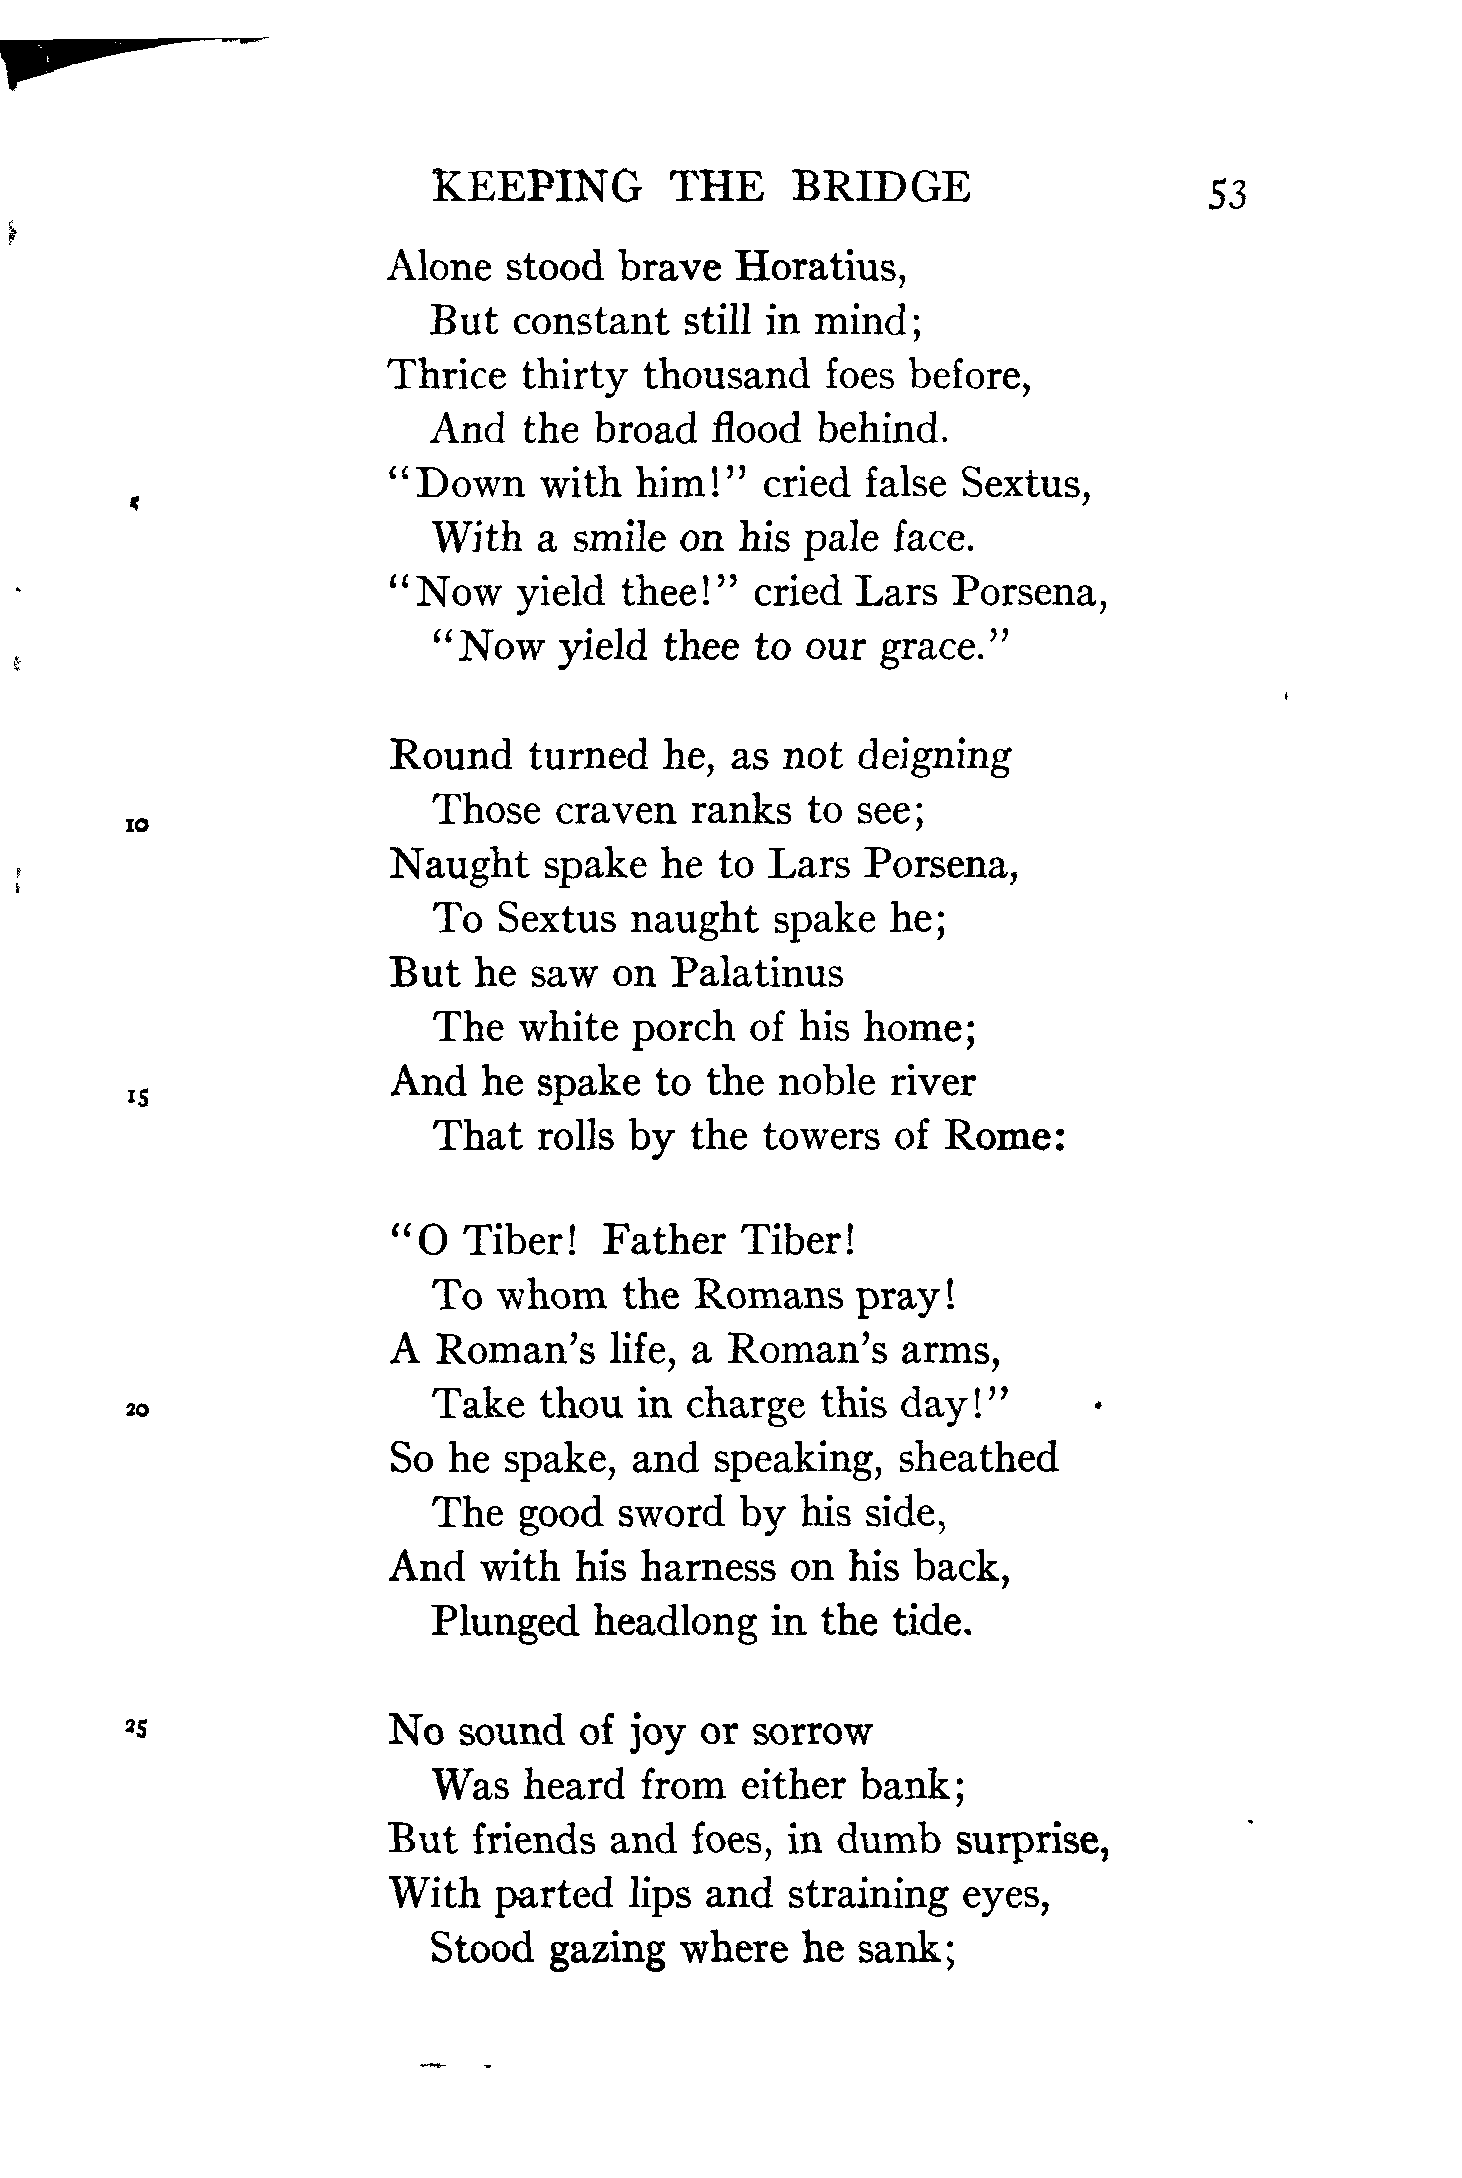 KEEPING THE BRIDGE 53
Alone stood brave Horatius,
But constant still in mind;
Thrice thirty thousand foes before,
And the broad flood behind.
5 "Down with him!" cried false Sextus,
With a smile on his pale face.
"Now yield thee!" cried Lars Porsena,
"Now yield thee to our grace."
Round turned he, as not deigning
10 Those craven ranks to see;
Naught spake he to Lars Porsena,
To Sextus naught spake he;
But he saw on Palatinus
The white porch of his home;
15 And he spake to the noble river
That rolls by the towers of Rome:
"O Tiber! Father Tiber!
To whom the Romans pray!
A Roman's life, a Roman's arms,
20 Take thou in charge this day!"
So he spake, and speaking, sheathed
The good sword by his side,
And with his harness on his back,
Plunged headlong in the tide.
25 No sound of joy or sorrow
Was heard from either bank;
But friends and foes, in dumb surprise,
With parted lips and straining eyes,
Stood gazing where he sank;